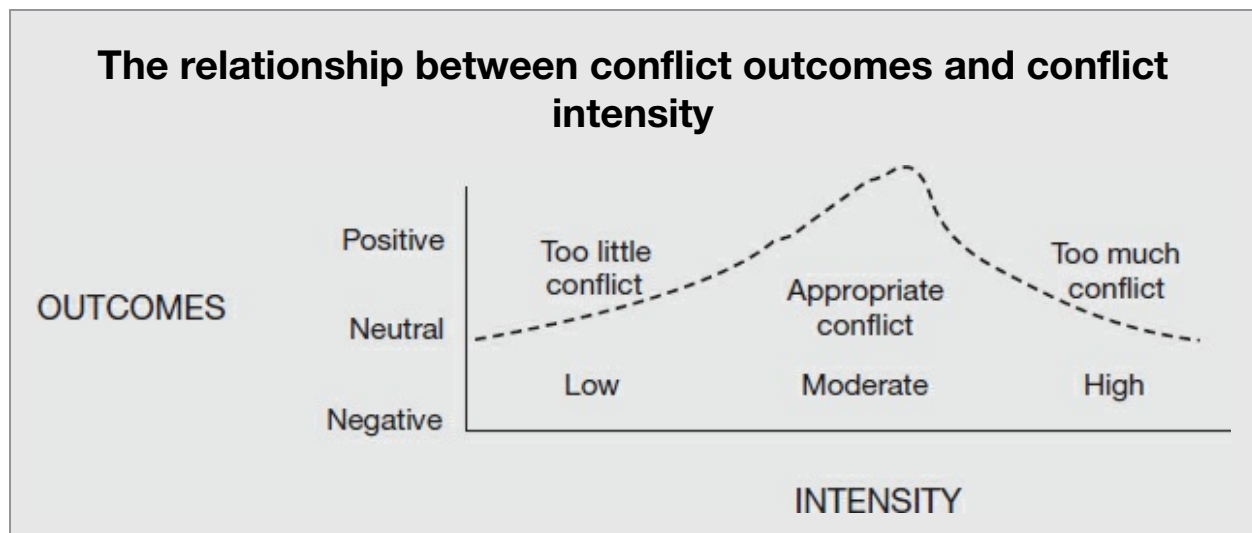 The relationship between conflict outcomes and conflict
intensity
Positive
Too little
conflict
Too much
conflict
OUTCOMES
Appropriate
conflict
Neutral
Low
Moderate
High
Negative
INTENSITY